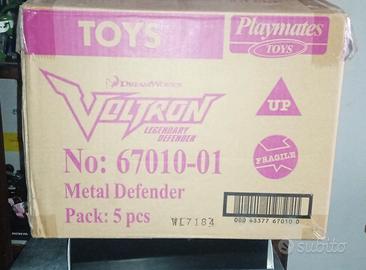 TOYS
Playmates
TOYS
DREAMWORKS
VOLTRON
LEGENDARY
DEFENDER
UP
No: 67010-01
FRAGILE
Metal Defender
Pack: 5 pcs
WL7184
000 43377 67010 0
subito